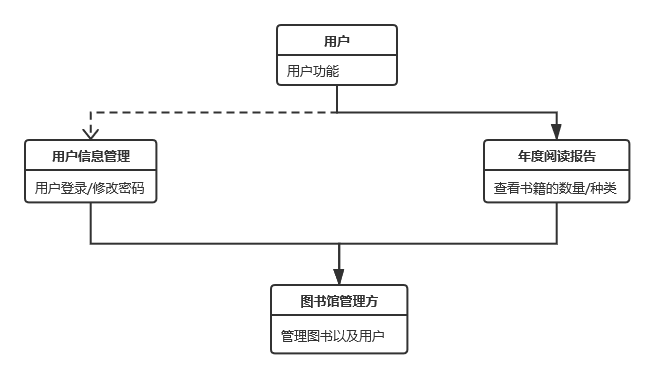 用户
用户功能
用户信息管理
用户登录/修改密码
年度阅读报告
查看书籍的数量/种类
图书馆管理方
管理图书以及用户